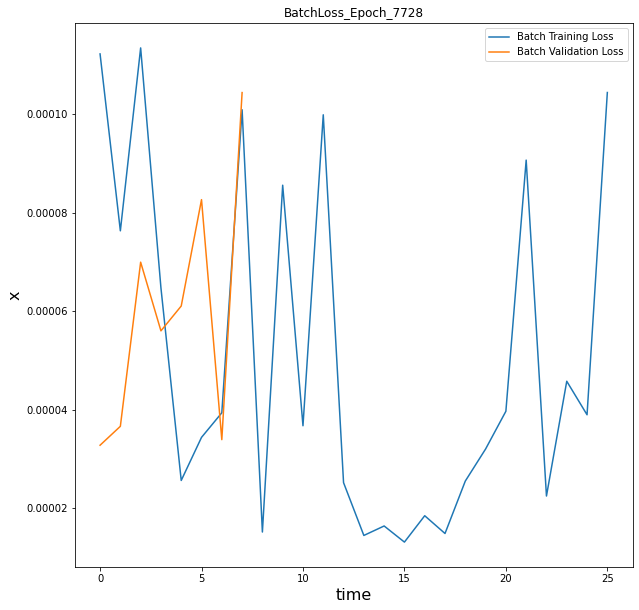 BatchLoss_Epoch_7728
Batch Training Loss
Batch Validation Loss
0.00010
0.00008
0.00006
0.00004
0.00002
x
0 5 10 15 20 25
time